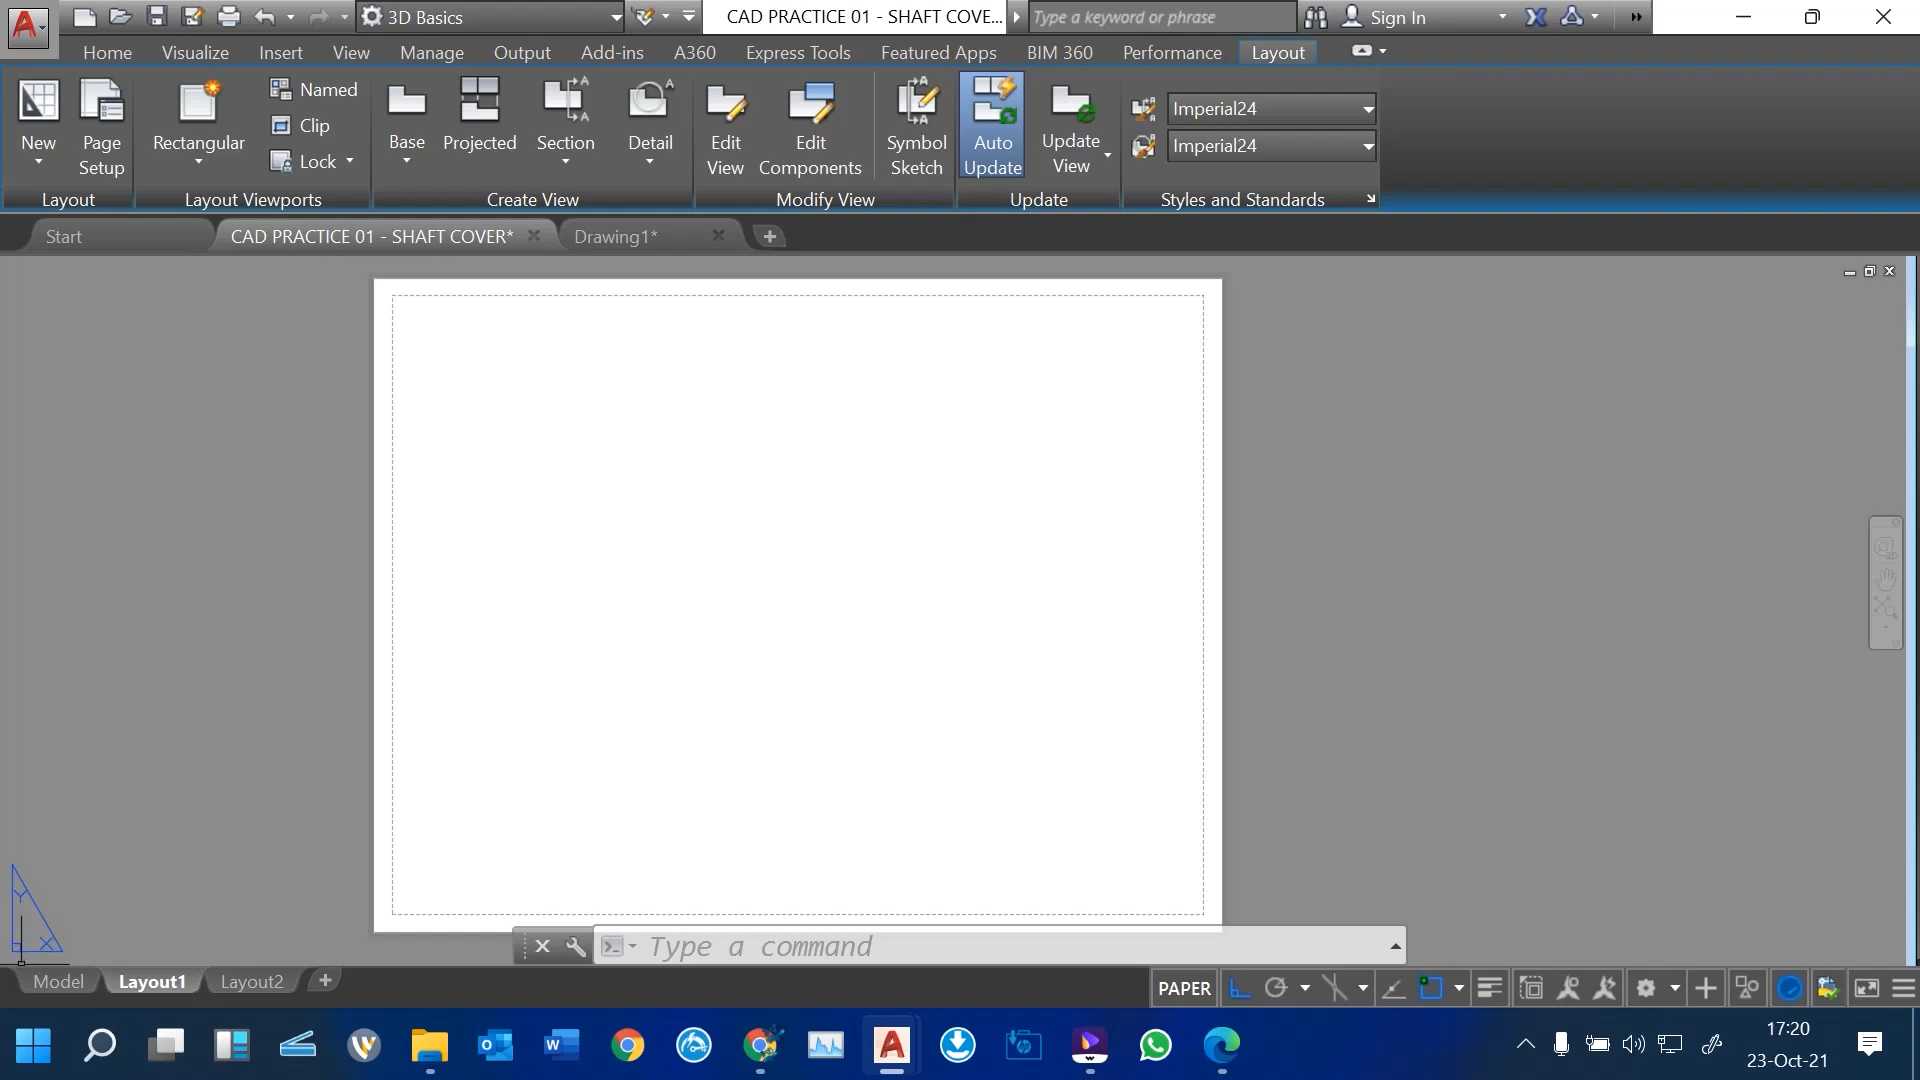 3D Basics
CAD PRACTICE 01 - SHAFT COVE...
Type a keyword or phrase
Sign In
Home
Visualize
Insert
View
Manage
Output
Add-ins
A360
Express Tools
Featured Apps
BIM 360
Performance
Layout
New
Page
Setup
Rectangular
Named
Clip
Lock
Base
Projected
Section
Detail
Edit
View
Edit
Components
Symbol
Sketch
Auto
Update
Update
View
Imperial24
Imperial24
Layout
Layout Viewports
Create View
Modify View
Update
Styles and Standards
Start
CAD PRACTICE 01 - SHAFT COVER*
Drawing1*
Y
X
Type a command
Model
Layout1
Layout2
PAPER
17:20
23-Oct-21